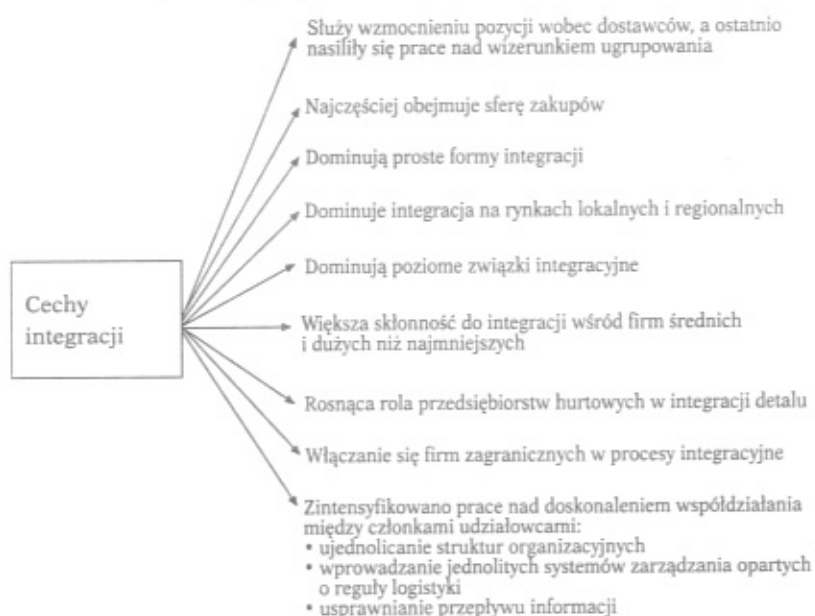 Służy wzmocnieniu pozycji wobec dostawców, a ostatnio
nasiliły się prace nad wizerunkiem ugrupowania
Najczęściej obejmuje sferę zakupów
Dominują proste formy integracji
Dominuje integracja na rynkach lokalnych i regionalnych
Dominują poziome związki integracyjne
Cechy
integracji
Większa skłonność do integracji wśród firm średnich
i dużych niż najmniejszych
Rosnąca rola przedsiębiorstw hurtowych w integracji detalu
Włączanie się firm zagranicznych w procesy integracyjne
Zintensyfikowano prace nad doskonaleniem współdziałania
między członkami udziałowcami:
• ujednolicanie struktur organizacyjnych
• wprowadzanie jednolitych systemów zarządzania opartych
o reguły logistyki
• usprawnianie przepływu informacji